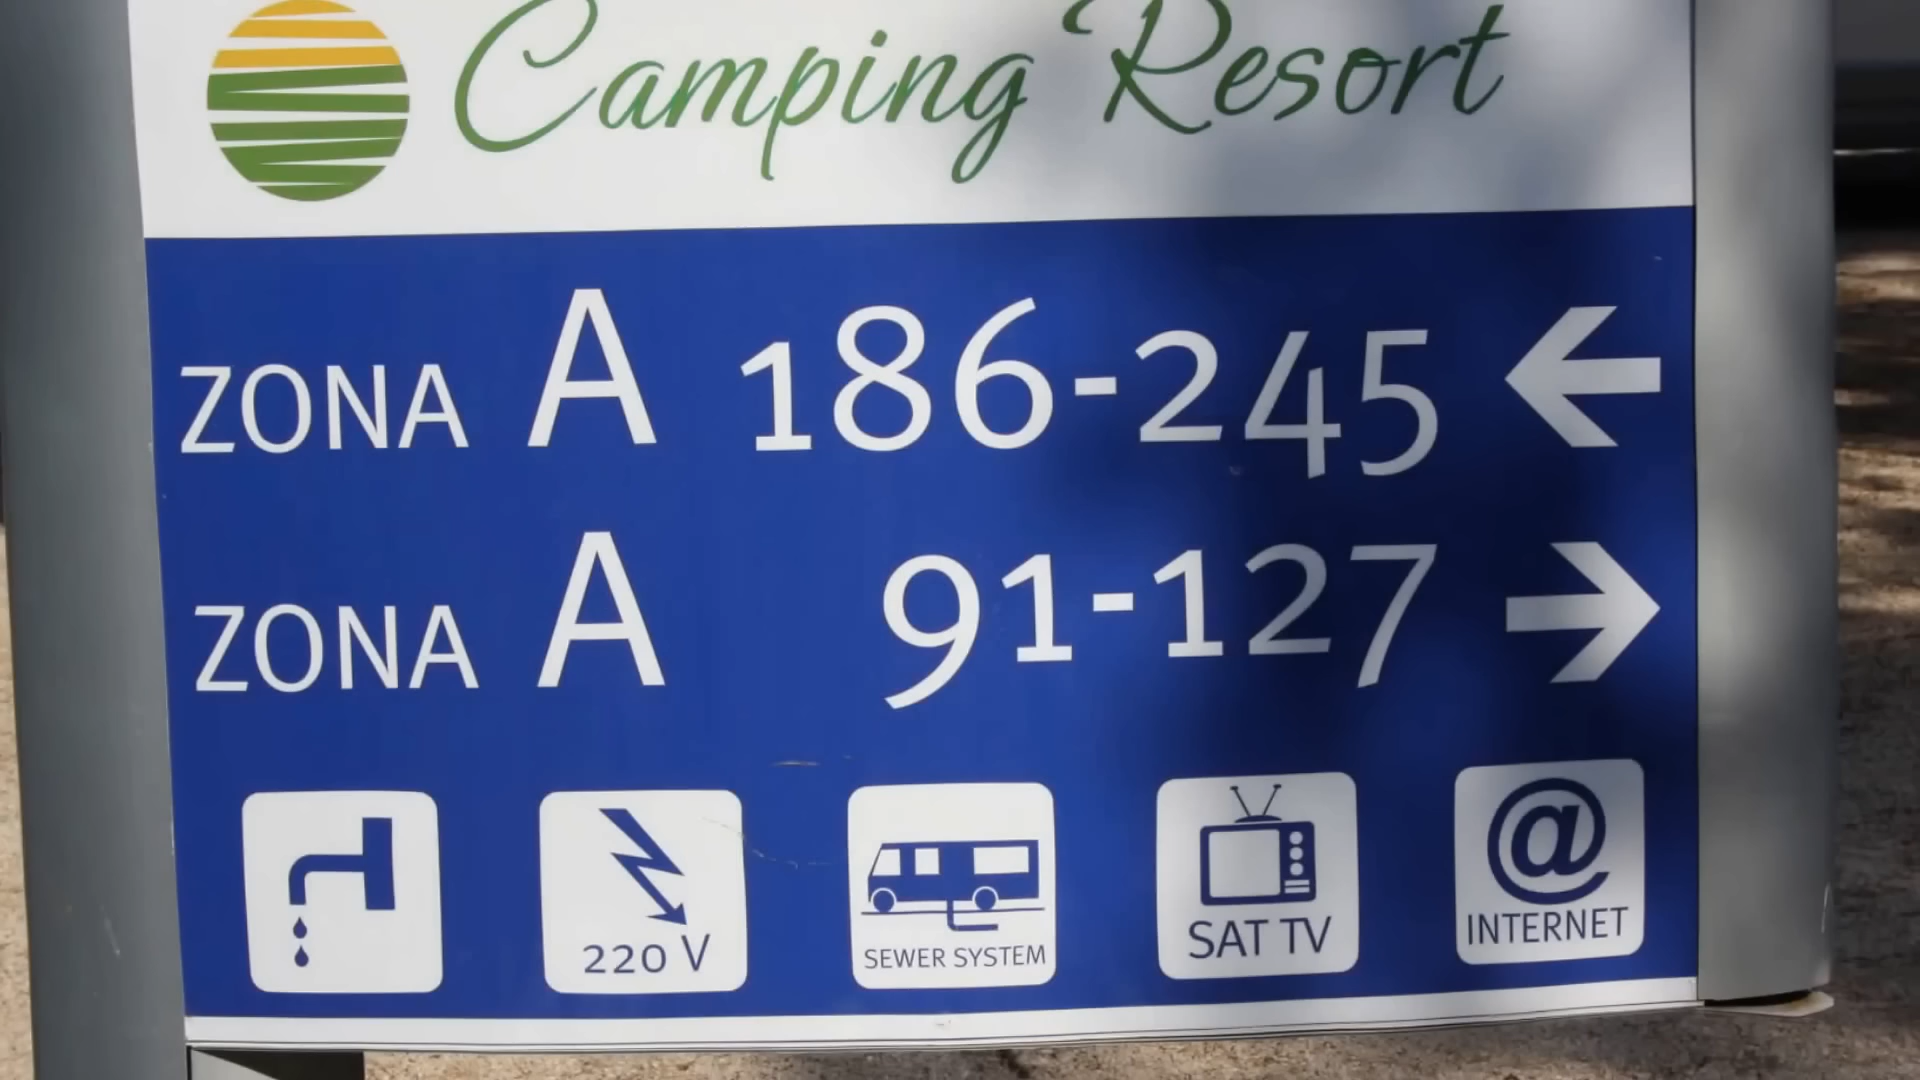 Camping Resort
ZONA A 186-245 ←
ZONA A 91-127 →
220 V
SEWER SYSTEM
SAT TV
@
INTERNET